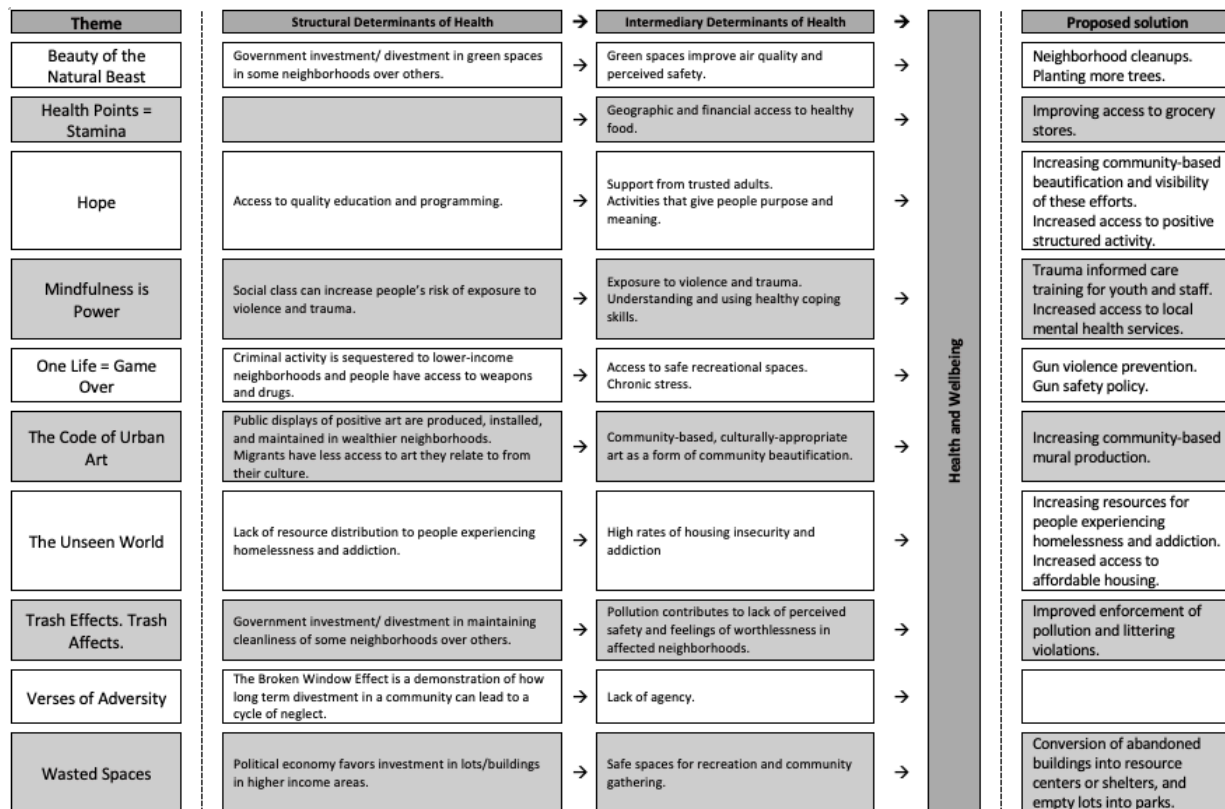 Theme
Structural Determinants of Health
→
Intermediary Determinants of Health
→
Proposed solution
Beauty of the
Natural Beast
Government investment/ divestment in green spaces
in some neighborhoods over others.
→
Green spaces improve air quality and
perceived safety.
→
Neighborhood cleanups.
Planting more trees.
Health Points =
Stamina
→
Geographic and financial access to healthy
food.
→
Improving access to grocery
stores.
Hope
Access to quality education and programming.
→
Support from trusted adults.
Activities that give people purpose and
meaning.
→
Increasing community-based
beautification and visibility
of these efforts.
Increased access to positive
structured activity.
Mindfulness is
Power
Social class can increase people's risk of exposure to
violence and trauma.
→
Exposure to violence and trauma.
Understanding and using healthy coping
skills.
→
Trauma informed care
training for youth and staff.
Increased access to local
mental health services.
One Life = Game
Over
Criminal activity is sequestered to lower-income
neighborhoods and people have access to weapons
and drugs.
→
Access to safe recreational spaces.
Chronic stress.
→
Gun violence prevention.
Gun safety policy.
The Code of Urban
Art
Public displays of positive art are produced, installed,
and maintained in wealthier neighborhoods.
Migrants have less access to art they relate to from
their culture.
→
Community-based, culturally-appropriate
art as a form of community beautification.
→
Increasing community-based
mural production.
The Unseen World
Lack of resource distribution to people experiencing
homelessness and addiction.
→
High rates of housing insecurity and
addiction
→
Increasing resources for
people experiencing
homelessness and addiction.
Increased access to
affordable housing.
Trash Effects. Trash
Affects.
Government investment/ divestment in maintaining
cleanliness of some neighborhoods over others.
→
Pollution contributes to lack of perceived
safety and feelings of worthlessness in
affected neighborhoods.
→
Improved enforcement of
pollution and littering
violations.
Verses of Adversity
The Broken Window Effect is a demonstration of how
long term divestment in a community can lead to a
cycle of neglect.
→
Lack of agency.
→
Wasted Spaces
Political economy favors investment in lots/buildings
in higher income areas.
→
Safe spaces for recreation and community
gathering.
→
Conversion of abandoned
buildings into resource
centers or shelters, and
empty lots into parks.
Health and Wellbeing